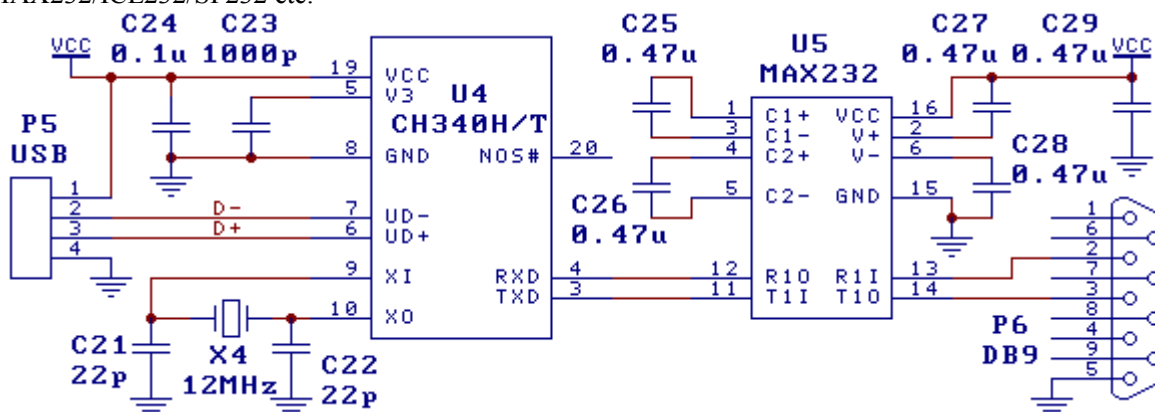 MAX232/ICL232/SP232 etc.
C24 C23 C25 C27 C29
VCC 0.1u 1000p 0.47u U5 0.47u 0.47u VCC
MAX232
19 VCC
5 V3
U4
CH340H/T
P5
USB
8 GND NOS# 20
1
2 D- 7 UD-
3 D+ 6 UD+
4
9 XI RXD 4
TXD 3
10 XO
C21
22p
X4
12MHz
C22
22p
1 C1+ VCC 16
3 C1- V+ 2
4 C2+ V- 6
5 C2- GND 15
C26
0.47u
C28
0.47u
12 R1O R1I 13
11 T1I T1O 14
1
6
2
7
3
8
4
9
5
P6
DB9